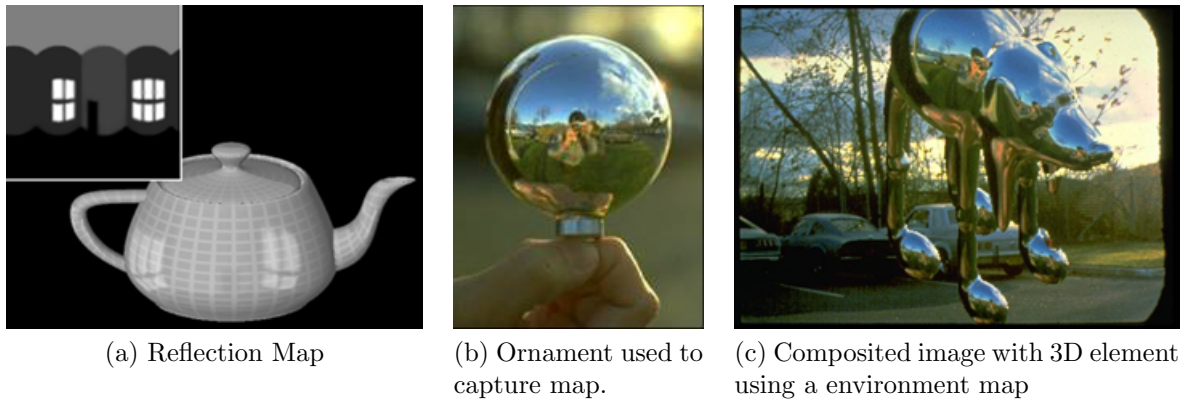 (a) Reflection Map
(b) Ornament used to
capture map.
(c) Composited image with 3D element
using a environment map